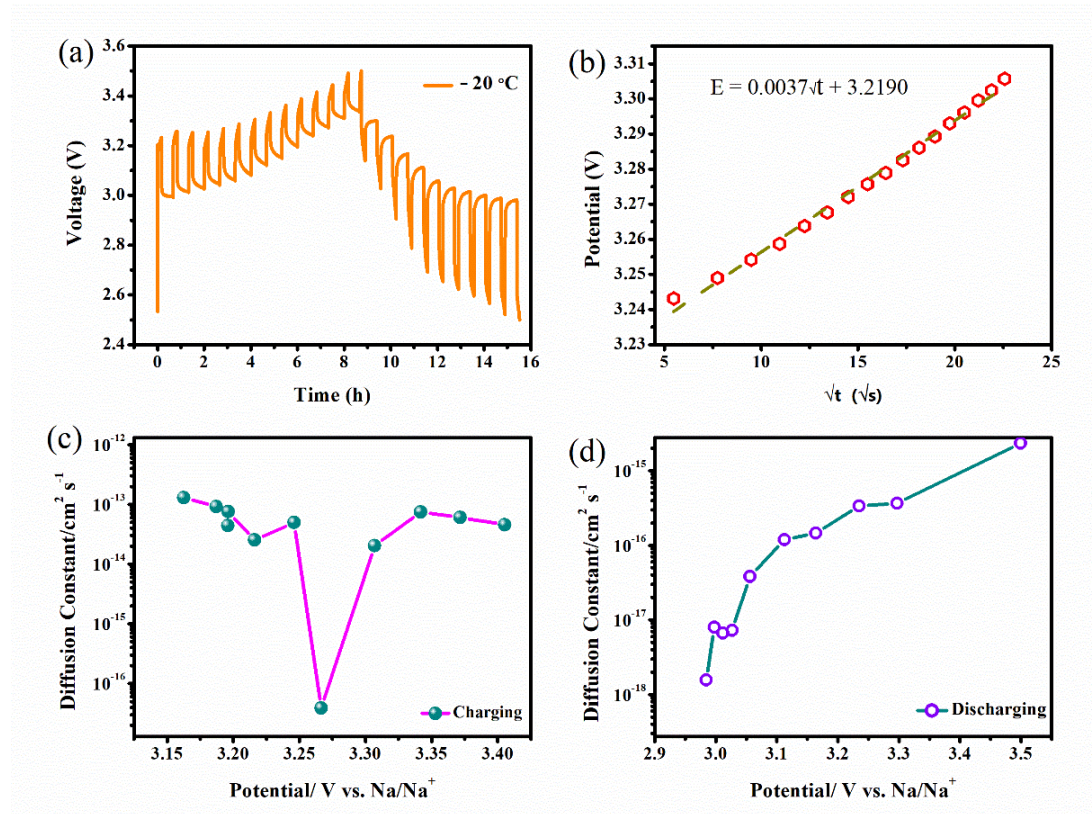 (a)
3.6
3.4
3.2
3.0
2.8
2.6
2.4
Voltage (V)
− 20 °C
0 2 4 6 8 10 12 14 16
Time (h)
(b)
3.31
3.30
3.29
3.28
3.27
3.26
3.25
3.24
3.23
Potential (V)
E = 0.0037√t + 3.2190
5 10 15 20 25
√t (√s)
(c)
10⁻¹²
10⁻¹³
10⁻¹⁴
10⁻¹⁵
10⁻¹⁶
Diffusion Constant/cm² s⁻¹
Charging
3.15 3.20 3.25 3.30 3.35 3.40
Potential/ V vs. Na/Na⁺
(d)
10⁻¹⁵
10⁻¹⁶
10⁻¹⁷
10⁻¹⁸
Diffusion Constant/cm² s⁻¹
Discharging
2.9 3.0 3.1 3.2 3.3 3.4 3.5
Potential/ V vs. Na/Na⁺